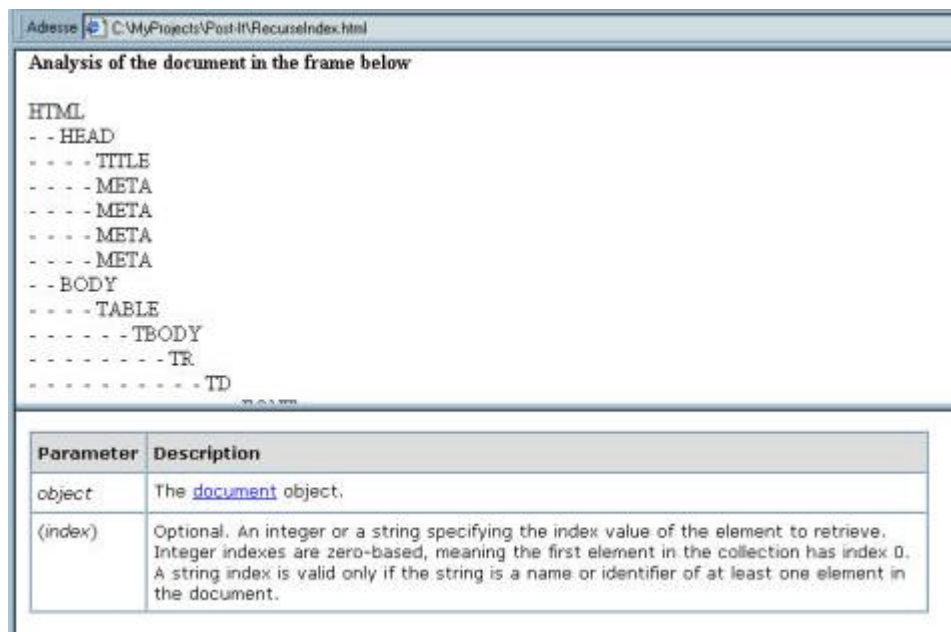 Adresse C:\MyProjects\Post-It\RecurseIndex.html
Analysis of the document in the frame below
HTML
- - HEAD
- - - - TITLE
- - - - META
- - - - META
- - - - META
- - - - META
- - BODY
- - - - TABLE
- - - - - - TBODY
- - - - - - - - TR
- - - - - - - - - - TD
Parameter Description
object The document object.
(index) Optional. An integer or a string specifying the index value of the element to retrieve.
Integer indexes are zero-based, meaning the first element in the collection has index 0.
A string index is valid only if the string is a name or identifier of at least one element in
the document.